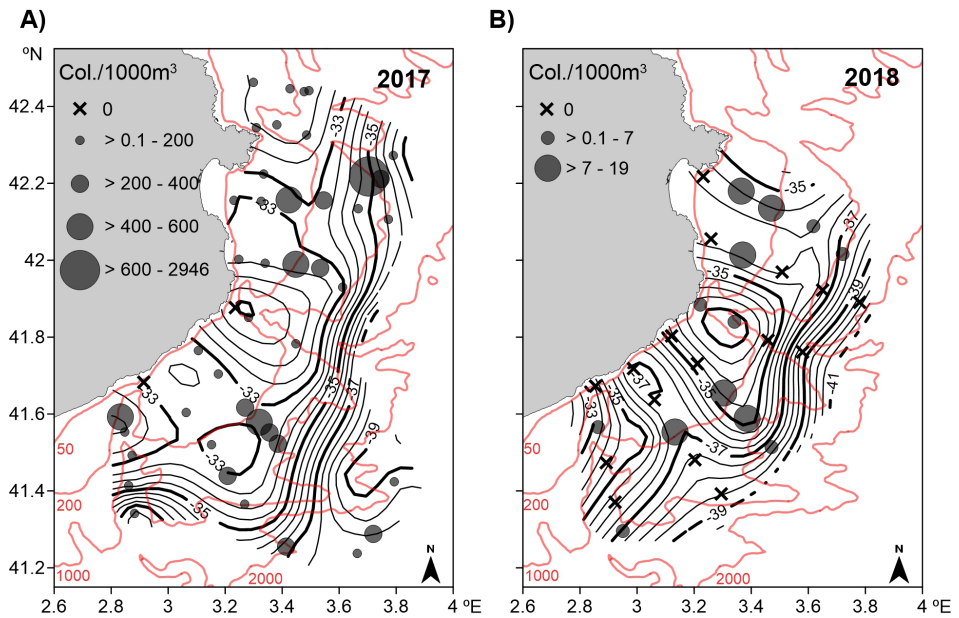 A)
B)
ºN
Col./1000m³
2017
0
> 0.1 - 200
> 200 - 400
> 400 - 600
> 600 - 2946
Col./1000m³
2018
0
> 0.1 - 7
> 7 - 19
42.4
42.2
42
41.8
41.6
41.4
41.2
-33
-35
-33
-33
-33
-33
-35
-37
-39
-35
50
200
1000
2000
N
-35
-37
-35
-39
-37
-35
-33
-35
-41
-37
-39
50
200
1000
2000
N
2.6 2.8 3 3.2 3.4 3.6 3.8 4 ºE
2.6 2.8 3 3.2 3.4 3.6 3.8 4 ºE